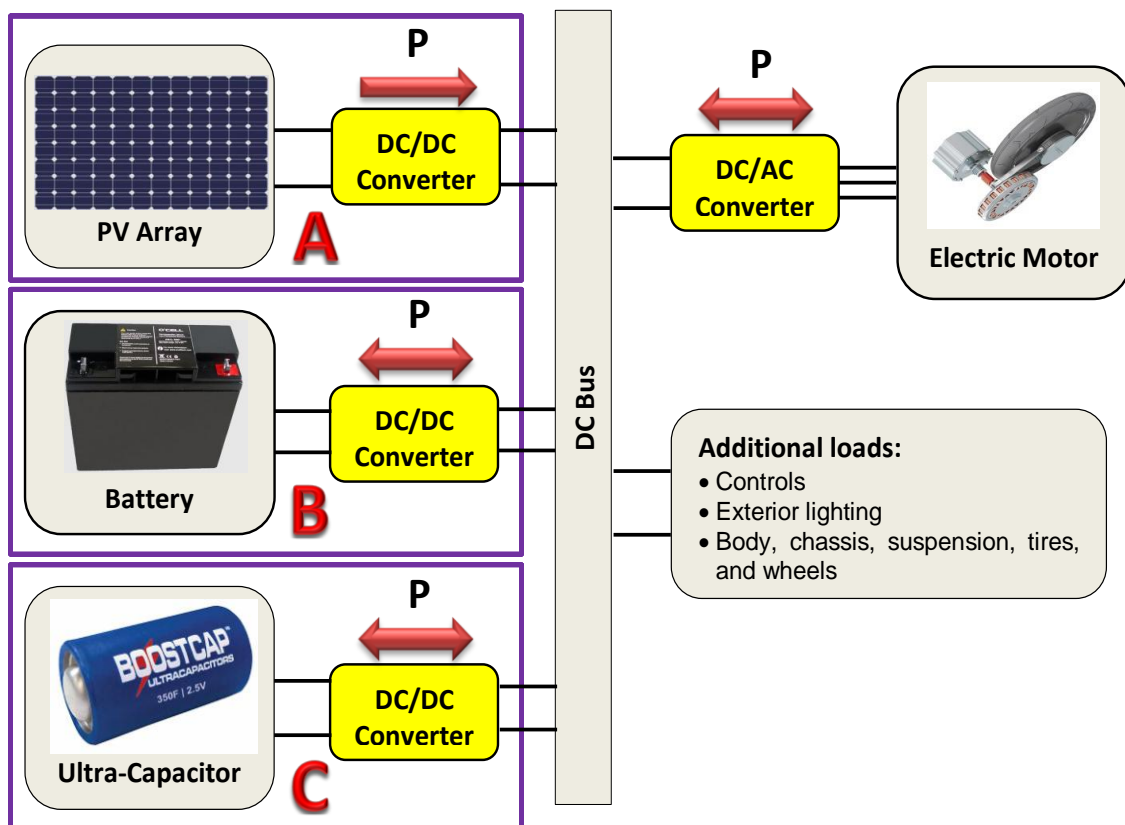 P
DC/DC
Converter
PV Array
A
P
DC/DC
Converter
Battery
B
P
BOOSTCAP™
ULTRACAPACITORS
350F | 2.5V
DC/DC
Converter
Ultra-Capacitor
C
DC Bus
P
DC/AC
Converter
Electric Motor
Additional loads:
• Controls
• Exterior lighting
• Body, chassis, suspension, tires,
and wheels